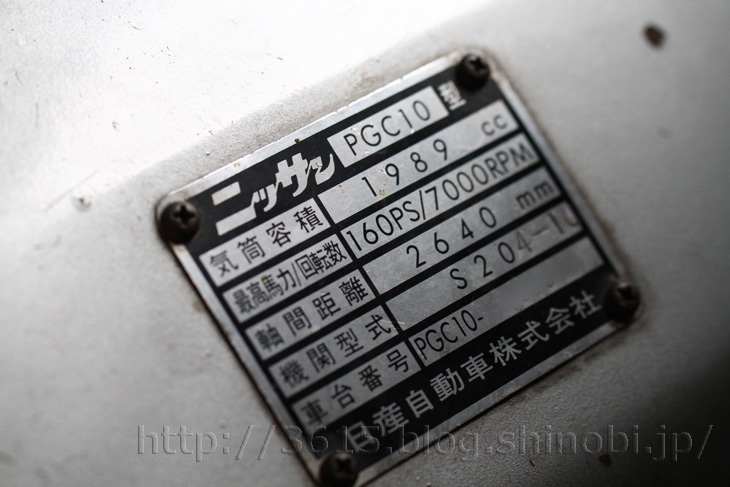 ニッサン PGC10 型
気筒容積 1989 cc
最高馬力/回転数 160PS/7000RPM
軸間距離 2640 mm
機関型式 S204-10
車台番号 PGC10-
日産自動車株式会社
http://3615.blog.shinobi.jp/